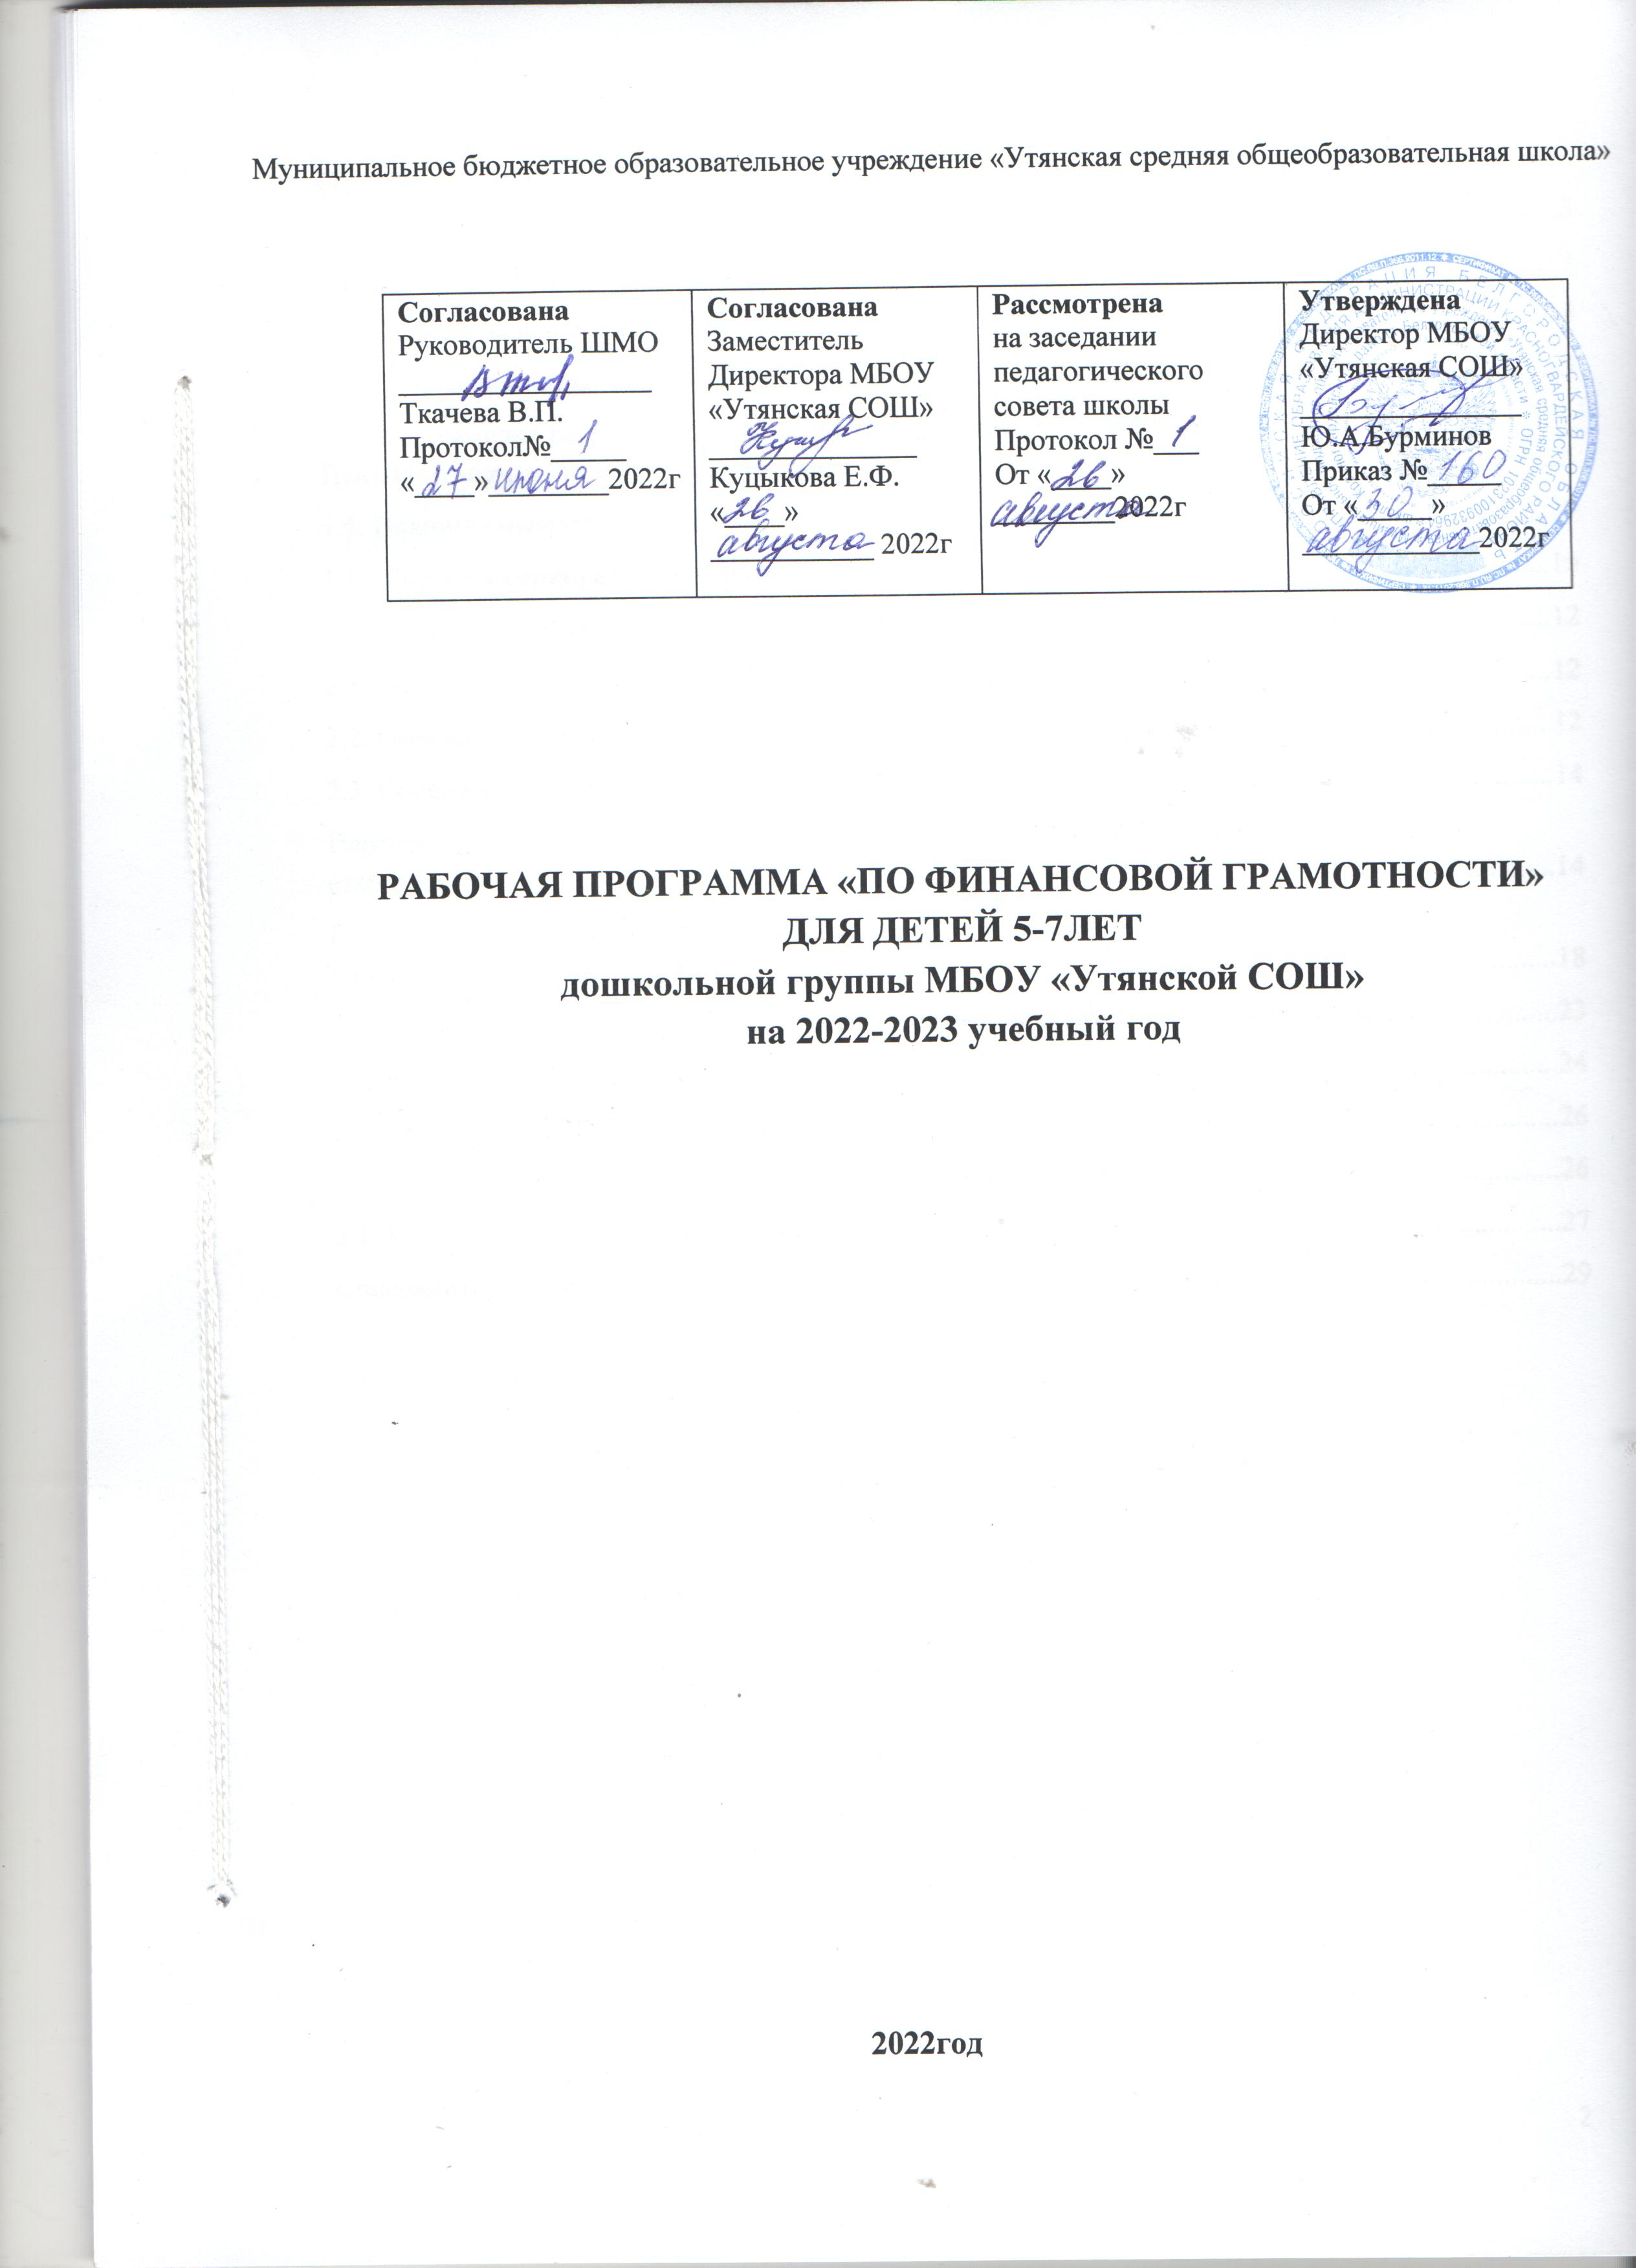 Муниципальное бюджетное образовательное учреждение «Утянская средняя общеобразовательная школа»
Согласована
Руководитель ШМО
Ткачева В.П.
Протокол№ 1
«27» июня 2022г
Согласована
Заместитель
Директора МБОУ
«Утянская СОШ»
Куцыкова Е.Ф.
«26»
августа 2022г
Рассмотрена
на заседании
педагогического
совета школы
Протокол № 1
От «26»
августа 2022г
Утверждена
Директор МБОУ
«Утянская СОШ»
Ю.А.Бурминов
Приказ № 160
От «30»
августа 2022г
РАБОЧАЯ ПРОГРАММА «ПО ФИНАНСОВОЙ ГРАМОТНОСТИ»
ДЛЯ ДЕТЕЙ 5-7ЛЕТ
дошкольной группы МБОУ «Утянской СОШ»
на 2022-2023 учебный год
2022год